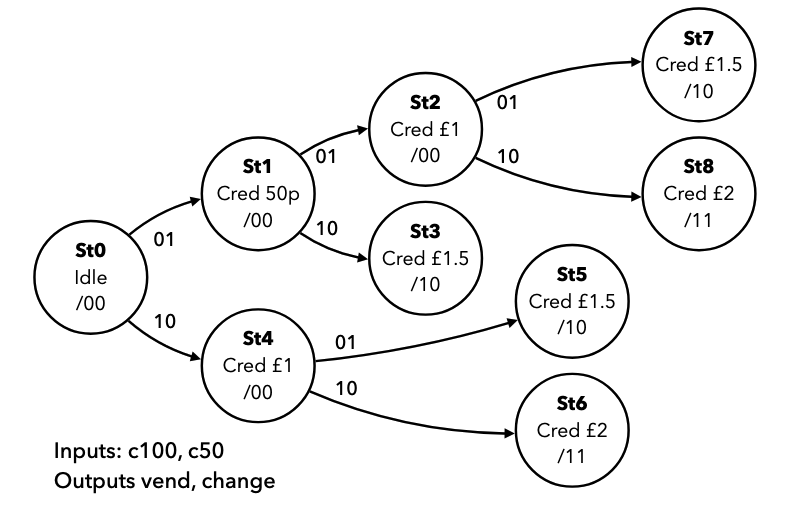 St7
Cred £1.5
/10
St2
Cred £1
/00
01
10
St8
Cred £2
/11
St1
Cred 50p
/00
01
10
St3
Cred £1.5
/10
St0
Idle
/00
01
10
St5
Cred £1.5
/10
St4
Cred £1
/00
01
10
St6
Cred £2
/11
Inputs: c100, c50
Outputs vend, change